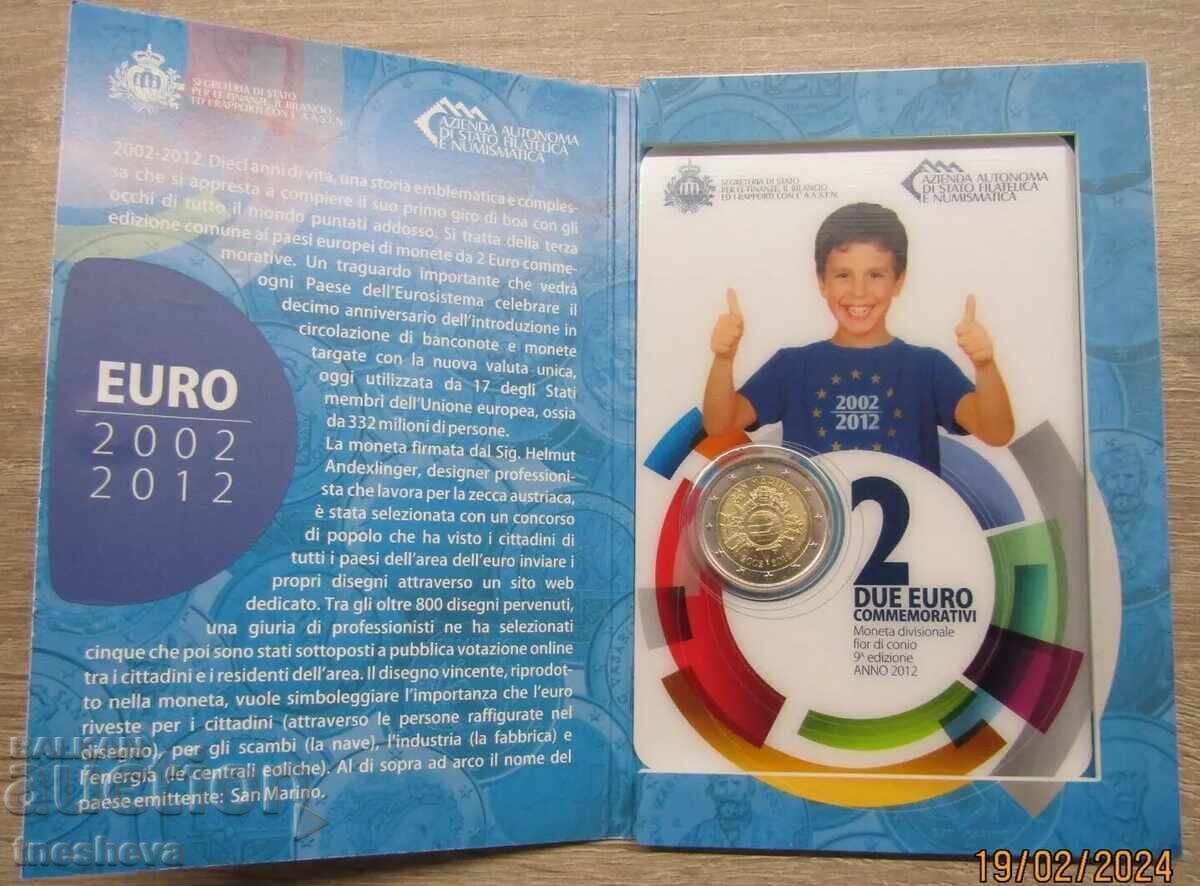 SEGRETERIA DI STATO
PER LE FINANZE, IL BILANCIO
ED I RAPPORTI CON L' A.A.S.F.N.
AZIENDA AUTONOMA
DI STATO FILATELICA
E NUMISMATICA
2002-2012. Dieci anni di vita, una storia emblematica e comples-
sa che si appresta a compiere il suo primo giro di boa con gli
occhi di tutto il mondo puntati addosso. Si tratta della terza
edizione comune ai paesi europei di monete da 2 Euro comme-
morative. Un traguardo importante che vedrà
ogni Paese dell'Eurosistema celebrare il
decimo anniversario dell'introduzione in
circolazione di banconote e monete
targate con la nuova valuta unica,
oggi utilizzata da 17 degli Stati
membri dell'Unione europea, ossia
da 332 milioni di persone.
La moneta firmata dal Sig. Helmut
Andexlinger, designer professioni-
sta che lavora per la zecca austriaca,
è stata selezionata con un concorso
di popolo che ha visto i cittadini di
tutti i paesi dell'area dell'euro inviare i
propri disegni attraverso un sito web
dedicato. Tra gli oltre 800 disegni pervenuti,
una giuria di professionisti ne ha selezionati
cinque che poi sono stati sottoposti a pubblica votazione online
tra i cittadini e i residenti dell'area. Il disegno vincente, riprodot-
to nella moneta, vuole simboleggiare l'importanza che l'euro
riveste per i cittadini (attraverso le persone raffigurate nel
disegno), per gli scambi (la nave), l'industria (la fabbrica) e
l'energia (le centrali eoliche). Al di sopra ad arco il nome del
paese emittente: San Marino.
EURO
2002
2012
SEGRETERIA DI STATO
PER LE FINANZE, IL BILANCIO
ED I RAPPORTI CON L' A.A.S.F.N.
AZIENDA AUTONOMA
DI STATO FILATELICA
E NUMISMATICA
2002
2012
SAN MARINO
2
DUE EURO
COMMEMORATIVI
Moneta divisionale
fior di conio
9ª edizione
ANNO 2012
BALKAN
auction
tnesheva
19/02/2024